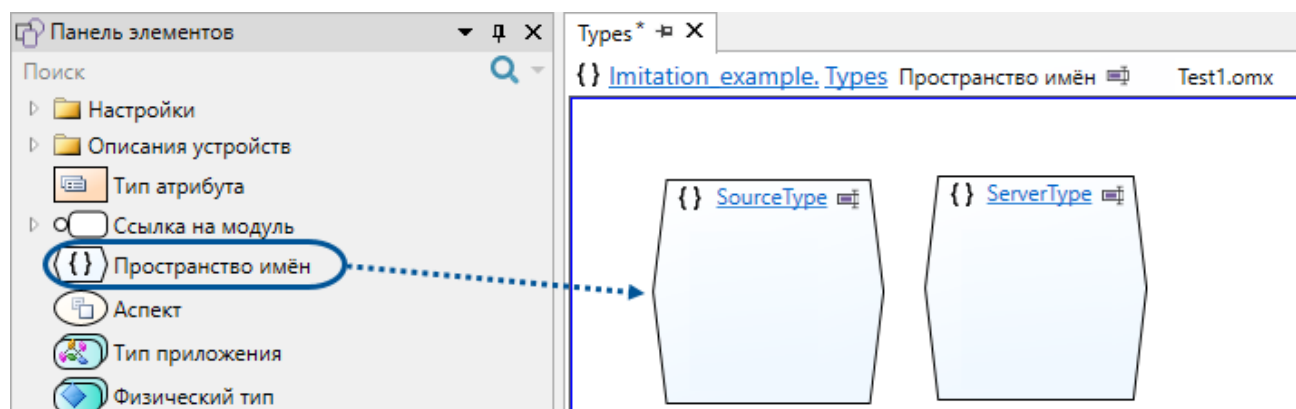 Панель элементов
Поиск
Настройки
Описания устройств
Тип атрибута
Ссылка на модуль
{ } Пространство имён
Аспект
Тип приложения
Физический тип
Types*
{ } Imitation_example. Types Пространство имён Test1.omx
{ } SourceType
{ } ServerType